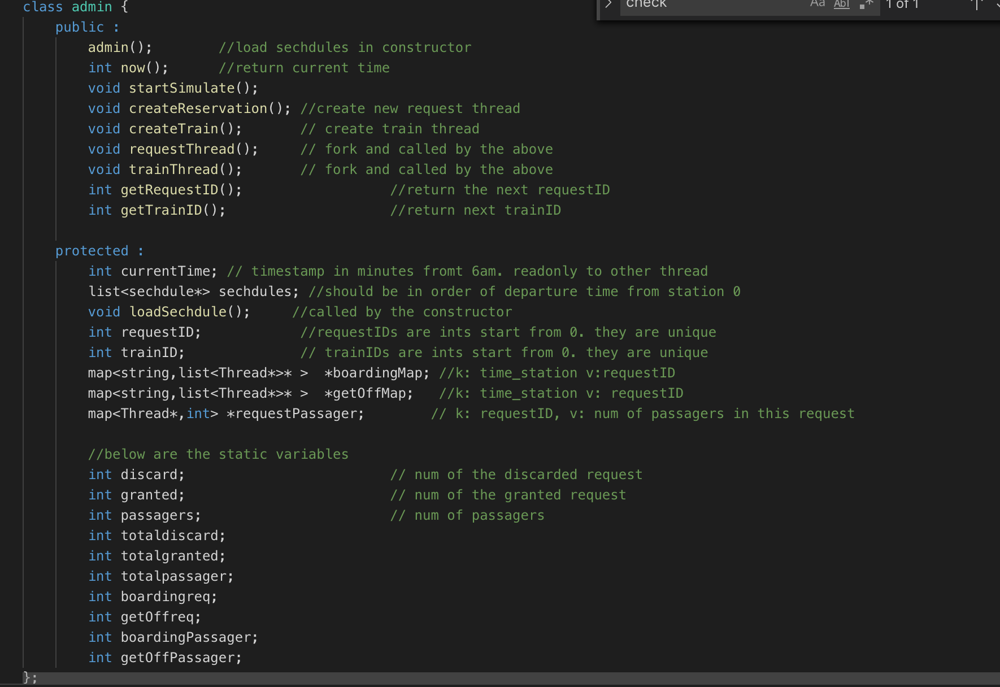 class admin {
check Aa Abl 1 of 1
public :
admin(); //load sechdules in constructor
int now(); //return current time
void startSimulate();
void createReservation(); //create new request thread
void createTrain(); // create train thread
void requestThread(); // fork and called by the above
void trainThread(); // fork and called by the above
int getRequestID(); //return the next requestID
int getTrainID(); //return next trainID
protected :
int currentTime; // timestamp in minutes fromt 6am. readonly to other thread
list<sechdule*> sechdules; //should be in order of departure time from station 0
void loadSechdule(); //called by the constructor
int requestID; //requestIDs are ints start from 0. they are unique
int trainID; // trainIDs are ints start from 0. they are unique
map<string,list<Thread*>* > *boardingMap; //k: time_station v:requestID
map<string,list<Thread*>* > *getOffMap; //k: time_station v: requestID
map<Thread*,int> *requestPassager; // k: requestID, v: num of passagers in this request
//below are the static variables
int discard; // num of the discarded request
int granted; // num of the granted request
int passagers; // num of passagers
int totaldiscard;
int totalgranted;
int totalpassager;
int boardingreq;
int getOffreq;
int boardingPassager;
int getOffPassager;
};